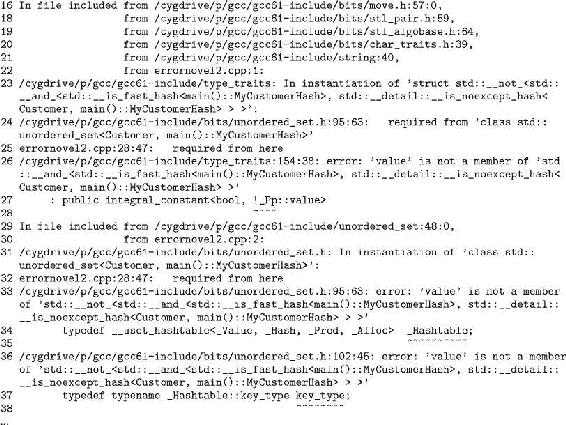 16 In file included from /cygdrive/p/gcc/gcc61-include/bits/move.h:57:0,
17 from /cygdrive/p/gcc/gcc61-include/bits/stl_pair.h:59,
18 from /cygdrive/p/gcc/gcc61-include/bits/stl_algobase.h:64,
19 from /cygdrive/p/gcc/gcc61-include/bits/char_traits.h:39,
20 from /cygdrive/p/gcc/gcc61-include/string:40,
21 from errornovel2.cpp:1:
22
23 /cygdrive/p/gcc/gcc61-include/type_traits: In instantiation of 'struct std::__not_<std::
__and_<std::__is_fast_hash<main()::MyCustomerHash>, std::__detail::__is_noexcept_hash<
Customer, main()::MyCustomerHash> > >':
24 /cygdrive/p/gcc/gcc61-include/bits/unordered_set.h:95:63: required from 'class std::
unordered_set<Customer, main()::MyCustomerHash>'
25 errornovel2.cpp:28:47: required from here
26 /cygdrive/p/gcc/gcc61-include/type_traits:154:38: error: 'value' is not a member of 'std
::__and_<std::__is_fast_hash<main()::MyCustomerHash>, std::__detail::__is_noexcept_hash<
Customer, main()::MyCustomerHash> >'
27 : public integral_constant<bool, !_Pp::value>
28 ^~~~
29 In file included from /cygdrive/p/gcc/gcc61-include/unordered_set:48:0,
30 from errornovel2.cpp:2:
31 /cygdrive/p/gcc/gcc61-include/bits/unordered_set.h: In instantiation of 'class std::
unordered_set<Customer, main()::MyCustomerHash>':
32 errornovel2.cpp:28:47: required from here
33 /cygdrive/p/gcc/gcc61-include/bits/unordered_set.h:95:63: error: 'value' is not a member
of 'std::__not_<std::__and_<std::__is_fast_hash<main()::MyCustomerHash>, std::__detail::
__is_noexcept_hash<Customer, main()::MyCustomerHash> > >'
34 typedef __uset_hashtable<_Value, _Hash, _Pred, _Alloc> _Hashtable;
35 ^~~~~~~~~~
36 /cygdrive/p/gcc/gcc61-include/bits/unordered_set.h:102:45: error: 'value' is not a member
of 'std::__not_<std::__and_<std::__is_fast_hash<main()::MyCustomerHash>, std::__detail::
__is_noexcept_hash<Customer, main()::MyCustomerHash> > >'
37 typedef typename _Hashtable::key_type key_type;
38 ^~~~~~~~
…